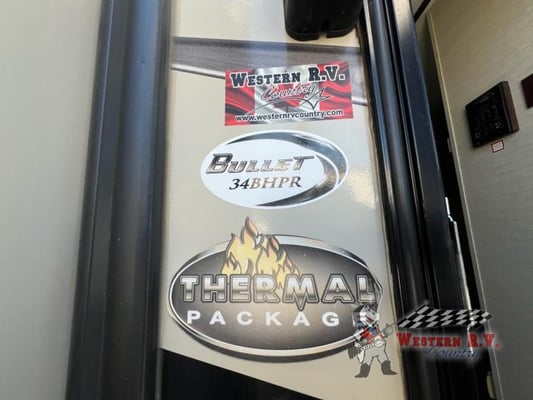 WESTERN R.V.
Country
www.westernrvcountry.com
BULLET
34BHPR
THERMAL
PACKAGE
WESTERN R.V.
Country